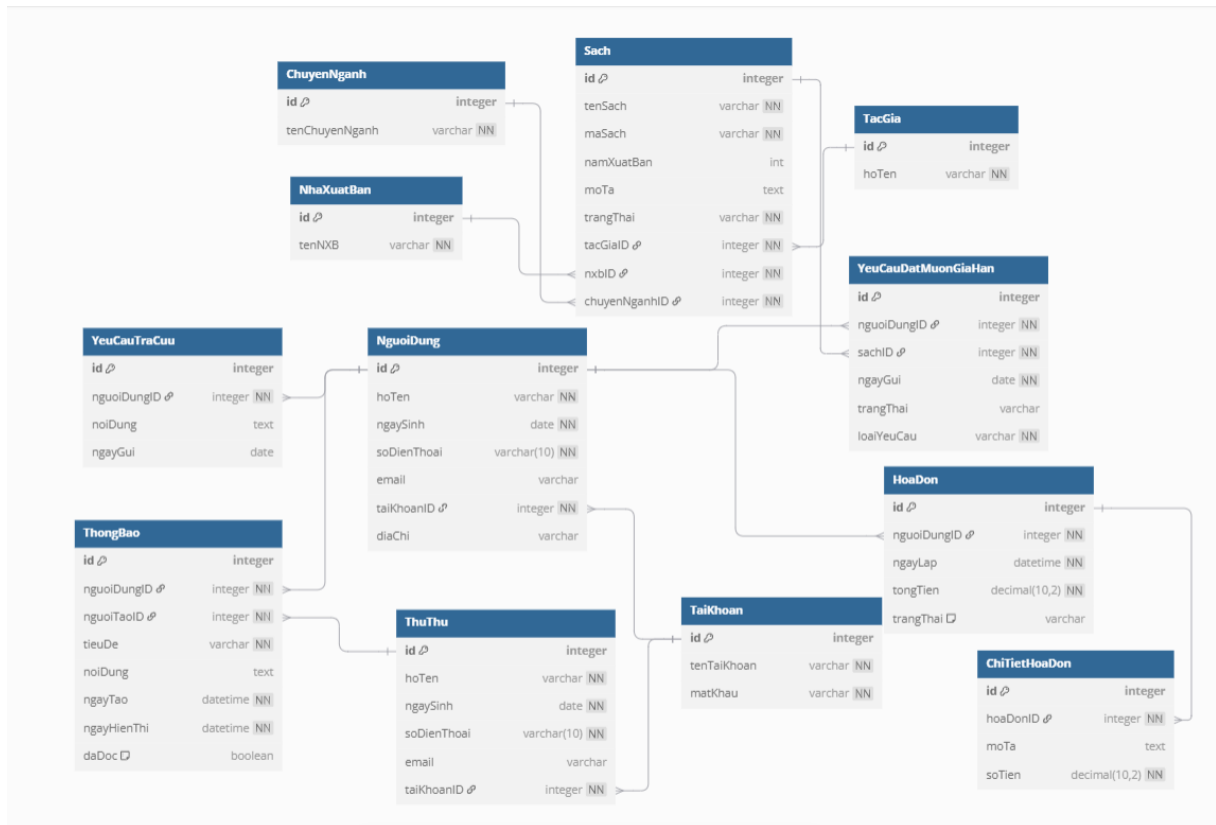 Sach
id integer
tenSach varchar NN
maSach varchar NN
namXuatBan int
moTa text
trangThai varchar NN
tacGiaID integer NN
nxbID integer NN
chuyenNganhID integer NN
ChuyenNganh
id integer
tenChuyenNganh varchar NN
TacGia
id integer
hoTen varchar NN
NhaXuatBan
id integer
tenNXB varchar NN
YeuCauDatMuonGiaHan
id integer
nguoiDungID integer NN
sachID integer NN
ngayGui date NN
trangThai varchar
loaiYeuCau varchar NN
YeuCauTraCuu
id integer
nguoiDungID integer NN
noiDung text
ngayGui date
NguoiDung
id integer
hoTen varchar NN
ngaySinh date NN
soDienThoai varchar(10) NN
email varchar
taiKhoanID integer NN
diaChi varchar
HoaDon
id integer
nguoiDungID integer NN
ngayLap datetime NN
tongTien decimal(10,2) NN
trangThai varchar
ThongBao
id integer
nguoiDungID integer NN
nguoiTaoID integer NN
tieuDe varchar NN
noiDung text
ngayTao datetime NN
ngayHienThi datetime NN
daDoc boolean
ThuThu
id integer
hoTen varchar NN
ngaySinh date NN
soDienThoai varchar(10) NN
email varchar
taiKhoanID integer NN
TaiKhoan
id integer
tenTaiKhoan varchar NN
matKhau varchar NN
ChiTietHoaDon
id integer
hoaDonID integer NN
moTa text
soTien decimal(10,2) NN